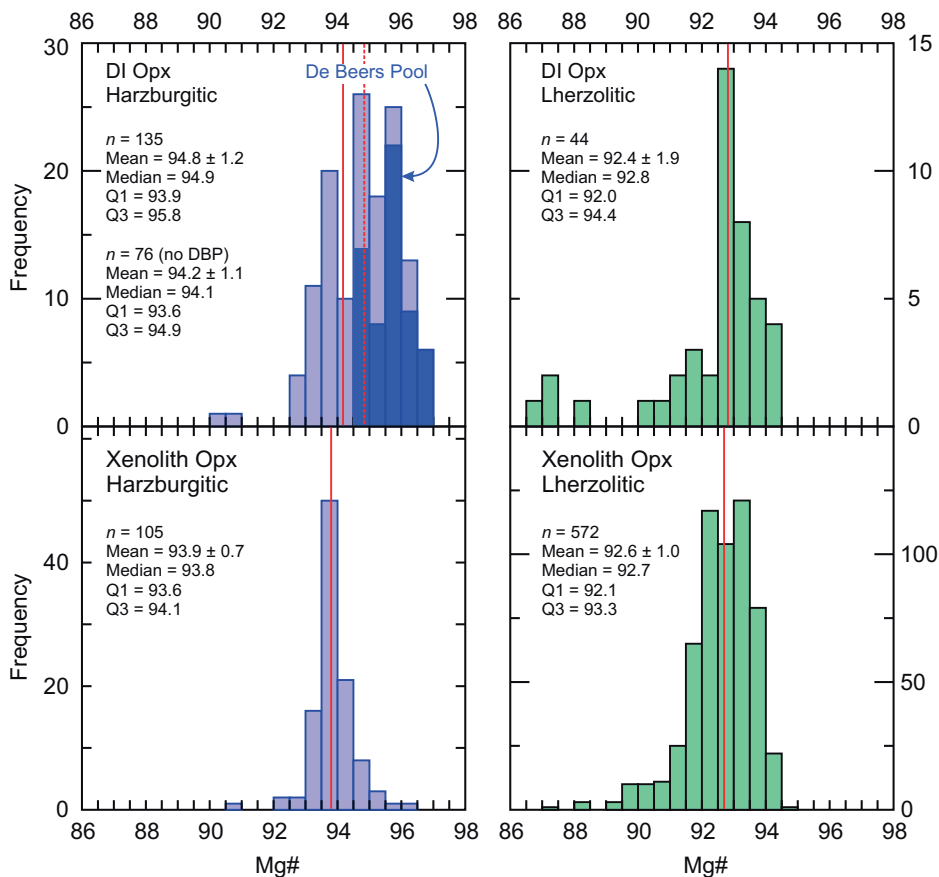 86 88 90 92 94 96 98
86 88 90 92 94 96 98
30
20
10
0
Frequency
DI Opx
Harzburgitic
De Beers Pool
n = 135
Mean = 94.8 ± 1.2
Median = 94.9
Q1 = 93.9
Q3 = 95.8
n = 76 (no DBP)
Mean = 94.2 ± 1.1
Median = 94.1
Q1 = 93.6
Q3 = 94.9
DI Opx
Lherzolitic
n = 44
Mean = 92.4 ± 1.9
Median = 92.8
Q1 = 92.0
Q3 = 94.4
15
10
5
0
Frequency
40
20
0
Xenolith Opx
Harzburgitic
n = 105
Mean = 93.9 ± 0.7
Median = 93.8
Q1 = 93.6
Q3 = 94.1
Xenolith Opx
Lherzolitic
n = 572
Mean = 92.6 ± 1.0
Median = 92.7
Q1 = 92.1
Q3 = 93.3
100
50
0
86 88 90 92 94 96 98
86 88 90 92 94 96 98
Mg#
Mg#